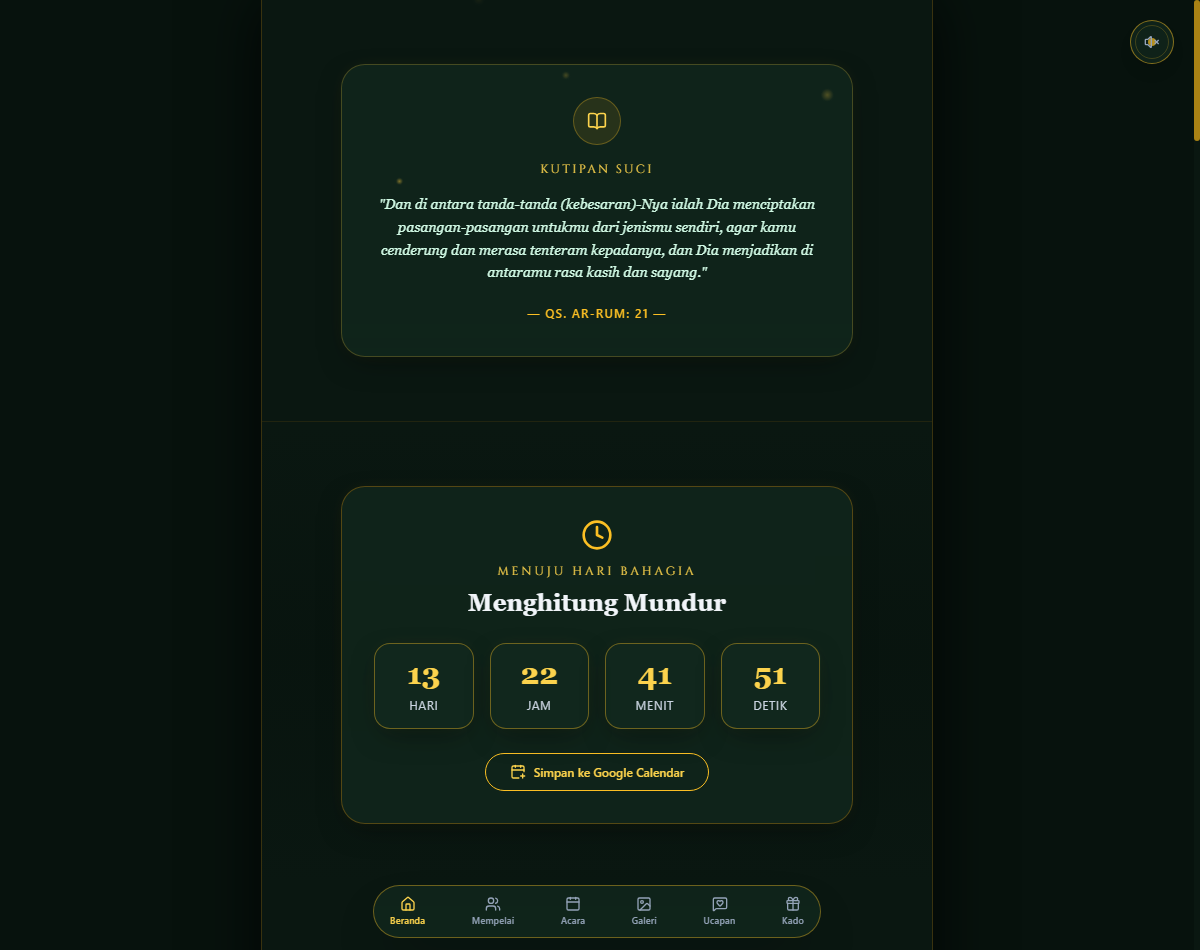 KUTIPAN SUCI
"Dan di antara tanda-tanda (kebesaran)-Nya ialah Dia menciptakan
pasangan-pasangan untukmu dari jenismu sendiri, agar kamu
cenderung dan merasa tenteram kepadanya, dan Dia menjadikan di
antaramu rasa kasih dan sayang."
— QS. AR-RUM: 21 —
MENUJU HARI BAHAGIA
Menghitung Mundur
13 22 41 51
HARI JAM MENIT DETIK
Simpan ke Google Calendar
Beranda Mempelai Acara Galeri Ucapan Kado